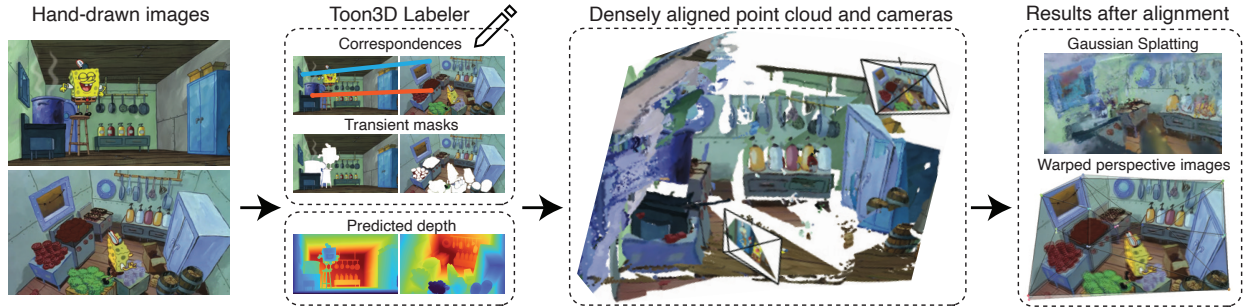 Hand-drawn images
Toon3D Labeler
Correspondences
Transient masks
Predicted depth
Densely aligned point cloud and cameras
Results after alignment
Gaussian Splatting
Warped perspective images